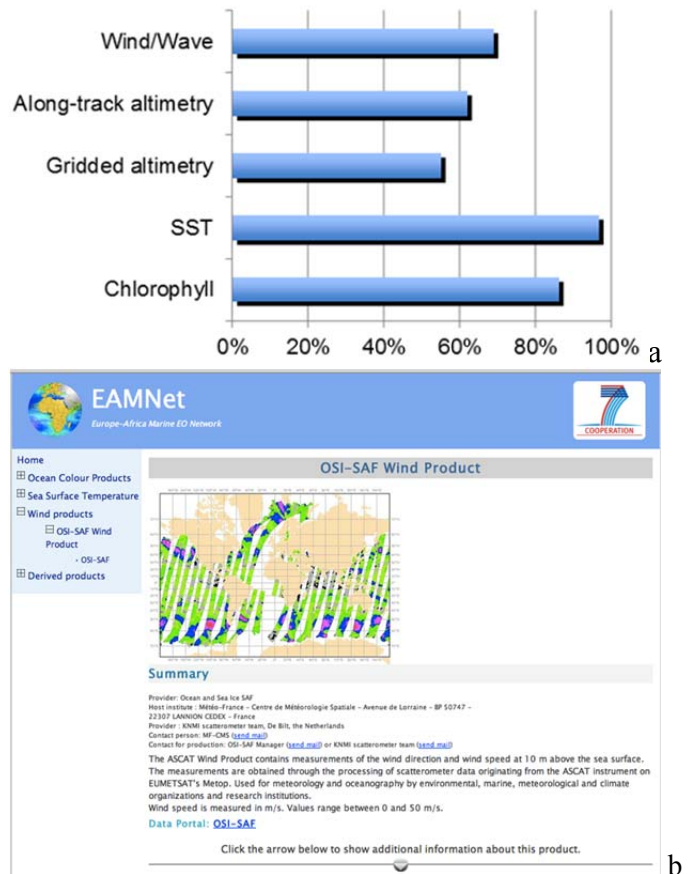 Wind/Wave
Along-track altimetry
Gridded altimetry
SST
Chlorophyll
0% 20% 40% 60% 80% 100%
a
EAMNet
Europe-Africa Marine EO Network
7
COOPERATION
Home
Ocean Colour Products
Sea Surface Temperature
Wind products
OSI-SAF Wind
Product
- OSI-SAF
Derived products
OSI-SAF Wind Product
Summary
Provider: Ocean and Sea Ice SAF
Host institute : Météo-France - Centre de Météorologie Spatiale - Avenue de Lorraine - BP 50747 -
22307 LANNION CEDEX - France
Provider : KNMI scatterometer team, De Bilt, the Netherlands
Contact person: MF-CMS (send mail)
Contact for production: OSI-SAF Manager (send mail) or KNMI scatterometer team (send mail)
The ASCAT Wind Product contains measurements of the wind direction and wind speed at 10 m above the sea surface.
The measurements are obtained through the processing of scatterometer data originating from the ASCAT instrument on
EUMETSAT's Metop. Used for meteorology and oceanography by environmental, marine, meteorological and climate
organizations and research institutions.
Wind speed is measured in m/s. Values range between 0 and 50 m/s.
Data Portal: OSI-SAF
Click the arrow below to show additional information about this product.
b